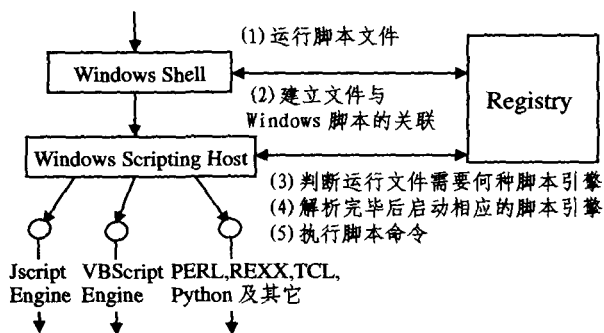 (1)运行脚本文件
Windows Shell
(2)建立文件与
Windows 脚本的关联
Registry
Windows Scripting Host
(3)判断运行文件需要何种脚本引擎
(4)解析完毕后启动相应的脚本引擎
(5)执行脚本命令
Jscript
Engine
VBScript
Engine
PERL,REXX,TCL,
Python 及其它